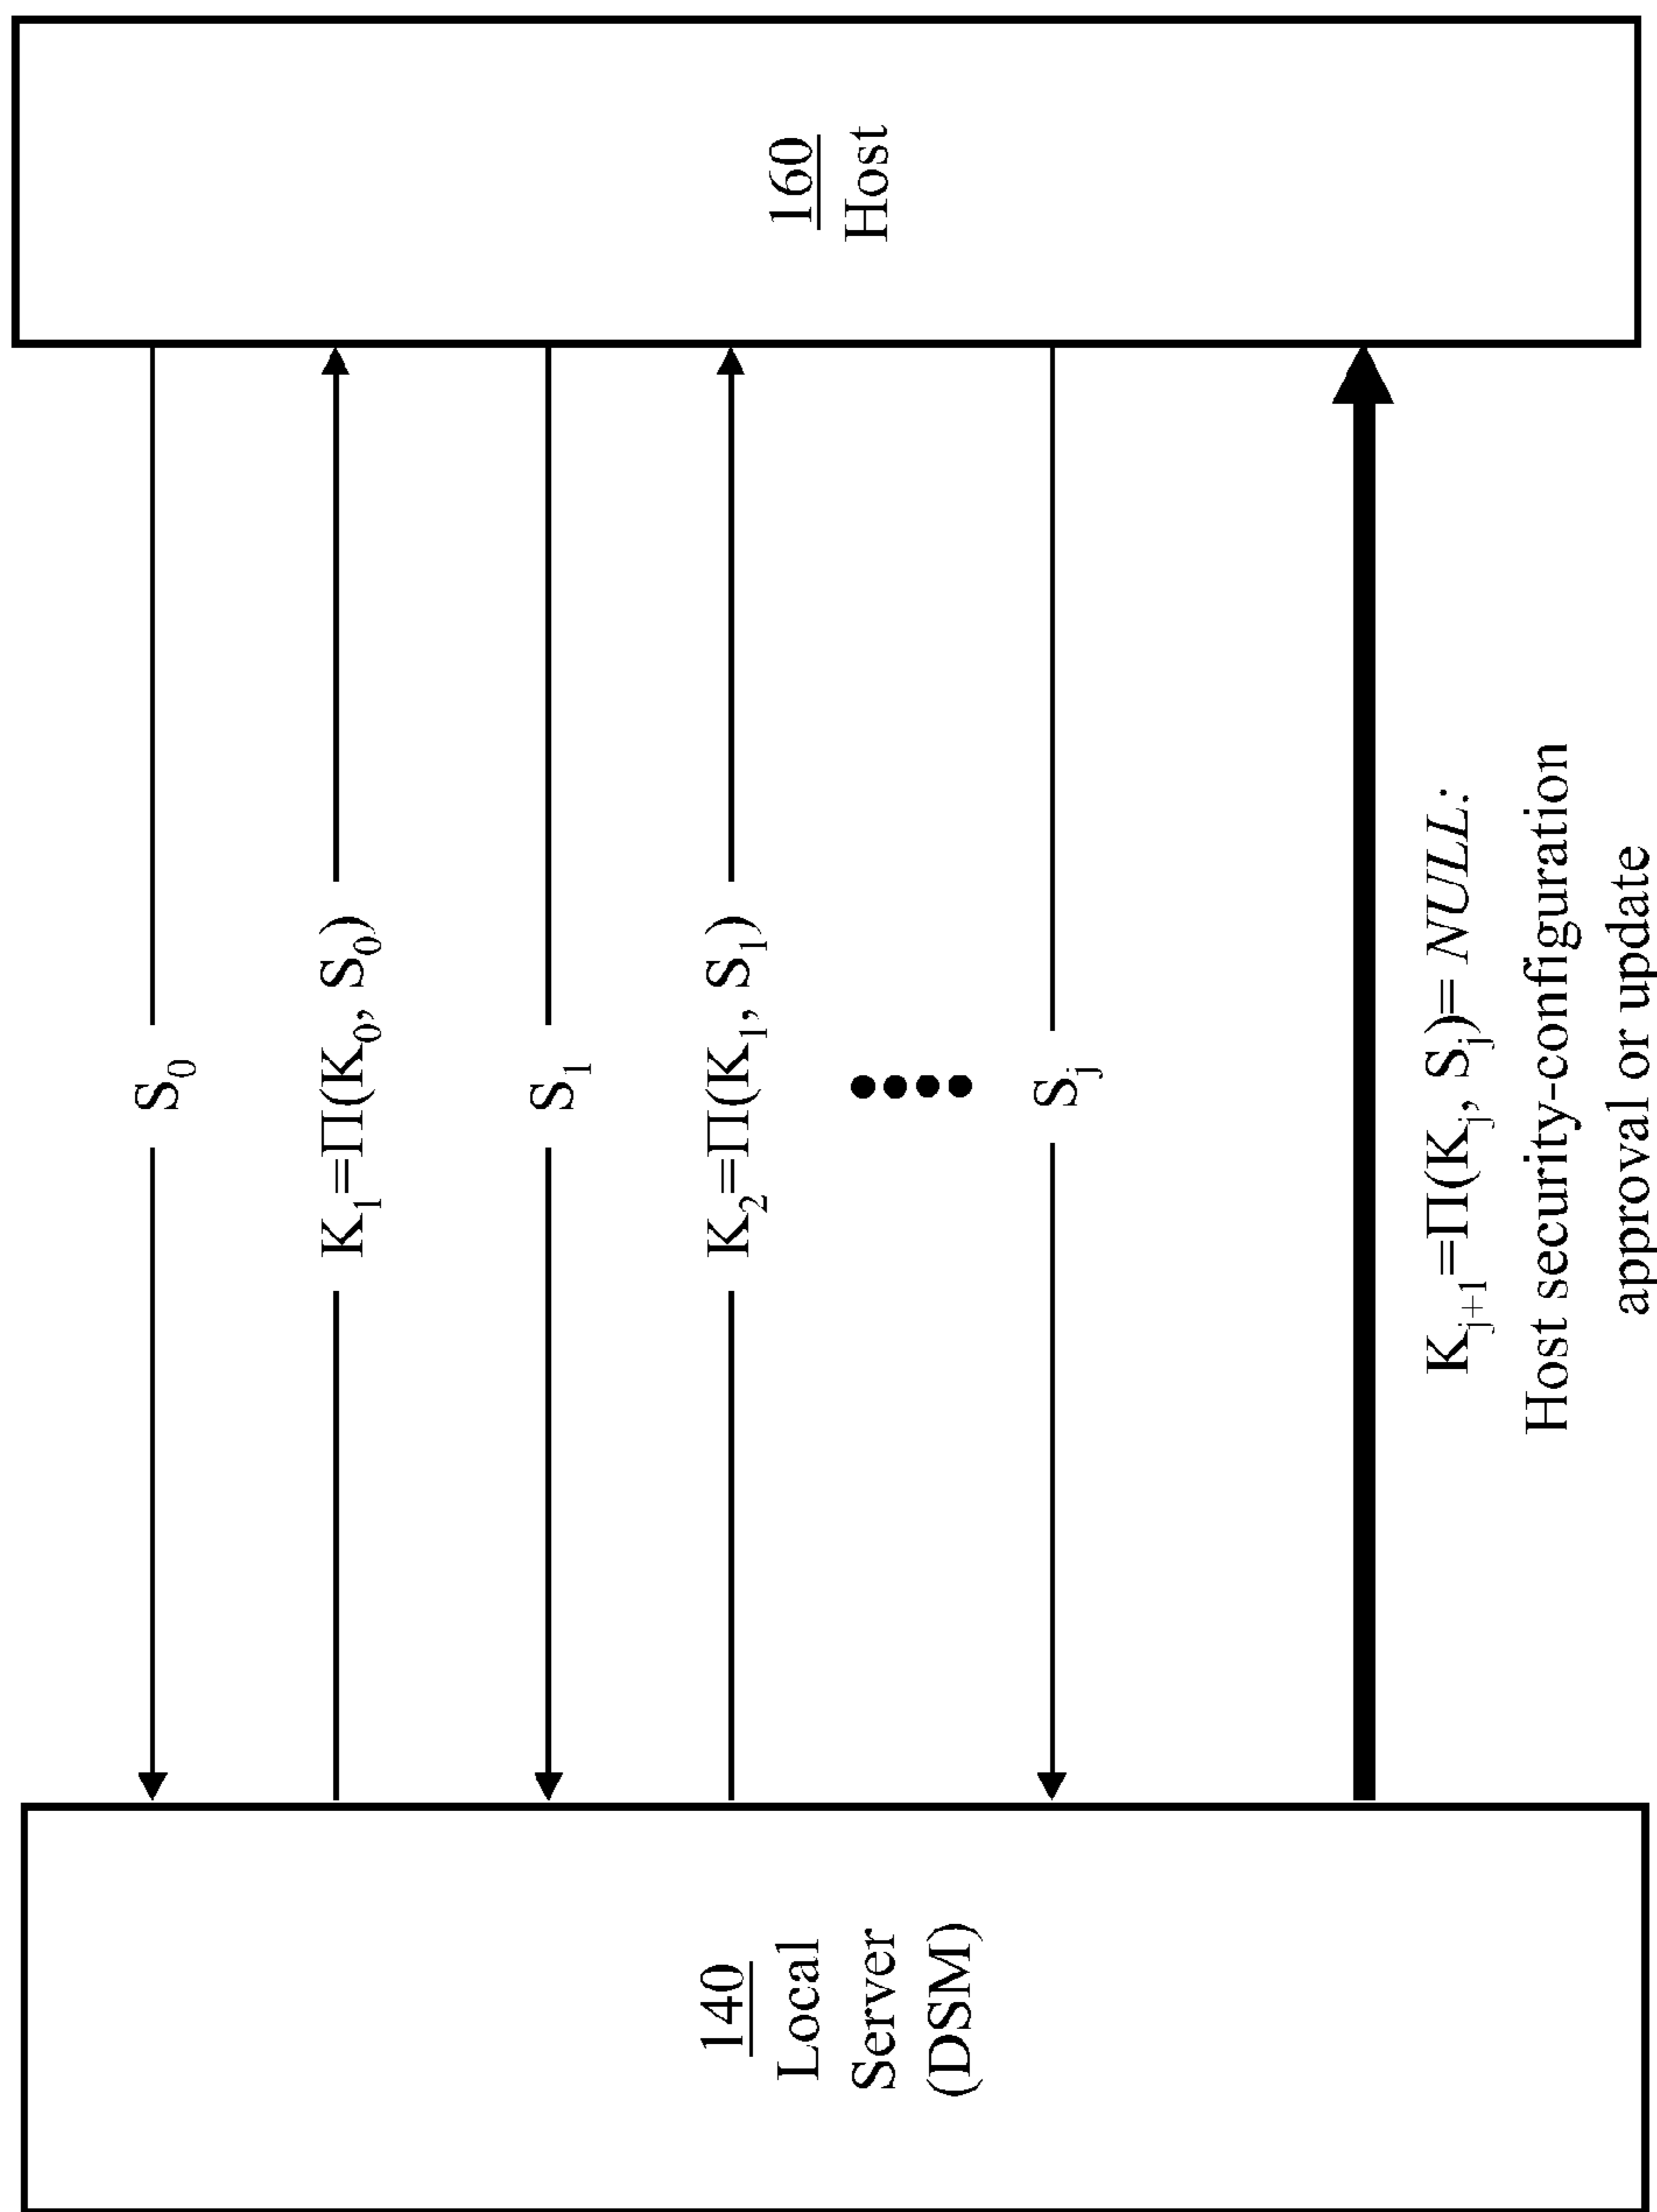 140
Local
Server
(DSM)
160
Host
S₀
K₁=Π(K₀, S₀)
S₁
K₂=Π(K₁, S₁)
Sⱼ
Kⱼ₊₁=Π(Kⱼ, Sⱼ)= NULL:
Host security-configuration
approval or update